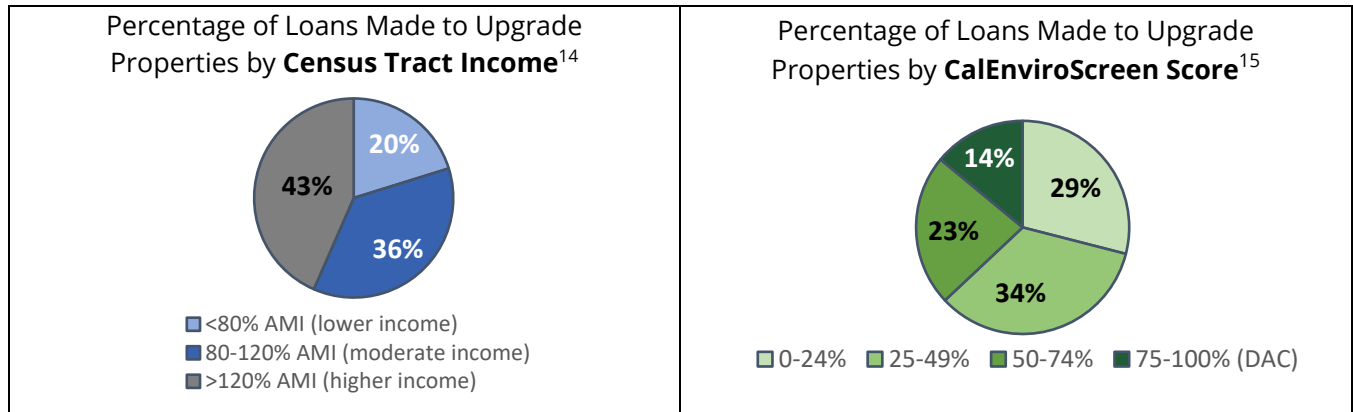 Percentage of Loans Made to Upgrade
Properties by Census Tract Income14
20%
43%
36%
<80% AMI (lower income)
80-120% AMI (moderate income)
>120% AMI (higher income)
Percentage of Loans Made to Upgrade
Properties by CalEnviroScreen Score15
14%
29%
23%
34%
0-24% 25-49% 50-74% 75-100% (DAC)